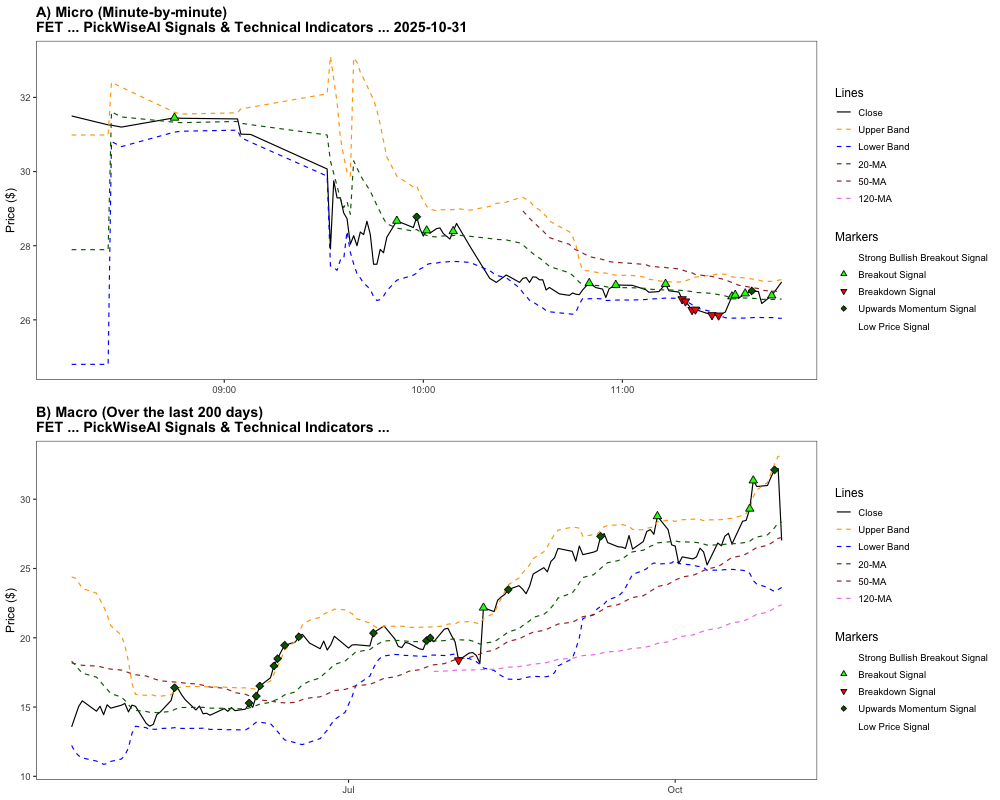 A) Micro (Minute-by-minute)
FET ... PickWiseAI Signals & Technical Indicators ... 2025-10-31
Price ($)
32
30
28
26
09:00
10:00
11:00
Lines
Close
Upper Band
Lower Band
20-MA
50-MA
120-MA
Markers
Strong Bullish Breakout Signal
Breakout Signal
Breakdown Signal
Upwards Momentum Signal
Low Price Signal
B) Macro (Over the last 200 days)
FET ... PickWiseAI Signals & Technical Indicators ...
Price ($)
30
25
20
15
10
Jul
Oct
Lines
Close
Upper Band
Lower Band
20-MA
50-MA
120-MA
Markers
Strong Bullish Breakout Signal
Breakout Signal
Breakdown Signal
Upwards Momentum Signal
Low Price Signal